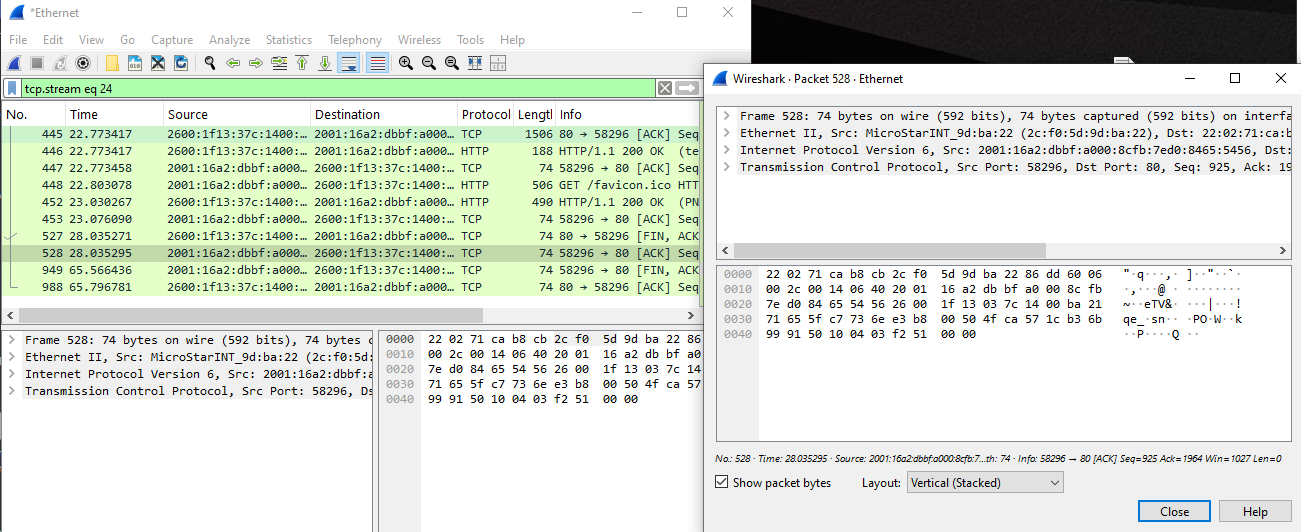 *Ethernet
File Edit View Go Capture Analyze Statistics Telephony Wireless Tools Help
tcp.stream eq 24
No. Time Source Destination Protocol Lengtl Info
445 22.773417 2600:1f13:37c:1400:… 2001:16a2:dbbf:a000… TCP 1506 80 → 58296 [ACK] Seq
446 22.773417 2600:1f13:37c:1400:… 2001:16a2:dbbf:a000… HTTP 188 HTTP/1.1 200 OK (te
447 22.773458 2001:16a2:dbbf:a000… 2600:1f13:37c:1400:… TCP 74 58296 → 80 [ACK] Seq
448 22.803078 2001:16a2:dbbf:a000… 2600:1f13:37c:1400:… HTTP 506 GET /favicon.ico HTT
452 23.030267 2600:1f13:37c:1400:… 2001:16a2:dbbf:a000… HTTP 490 HTTP/1.1 200 OK (PN
453 23.076090 2001:16a2:dbbf:a000… 2600:1f13:37c:1400:… TCP 74 58296 → 80 [ACK] Seq
527 28.035271 2600:1f13:37c:1400:… 2001:16a2:dbbf:a000… TCP 74 80 → 58296 [FIN, ACK
528 28.035295 2001:16a2:dbbf:a000… 2600:1f13:37c:1400:… TCP 74 58296 → 80 [ACK] Seq
949 65.566436 2001:16a2:dbbf:a000… 2600:1f13:37c:1400:… TCP 74 58296 → 80 [FIN, ACK
988 65.796781 2600:1f13:37c:1400:… 2001:16a2:dbbf:a000… TCP 74 80 → 58296 [ACK] Seq
Frame 528: 74 bytes on wire (592 bits), 74 bytes c
Ethernet II, Src: MicroStarINT_9d:ba:22 (2c:f0:5d:
Internet Protocol Version 6, Src: 2001:16a2:dbbf:a
Transmission Control Protocol, Src Port: 58296, Dst
0000 22 02 71 ca b8 cb 2c f0 5d 9d ba 22 86
0010 00 2c 00 14 06 40 20 01 16 a2 db bf a0
0020 7e d0 84 65 54 56 26 00 1f 13 03 7c 14
0030 71 65 5f c7 73 6e e3 b8 00 50 4f ca 57
0040 99 91 50 10 04 03 f2 51 00 00
Wireshark · Packet 528 · Ethernet
Frame 528: 74 bytes on wire (592 bits), 74 bytes captured (592 bits) on interfa
Ethernet II, Src: MicroStarINT_9d:ba:22 (2c:f0:5d:9d:ba:22), Dst: 22:02:71:ca:b
Internet Protocol Version 6, Src: 2001:16a2:dbbf:a000:8cfb:7ed0:8465:5456, Dst:
Transmission Control Protocol, Src Port: 58296, Dst Port: 80, Seq: 925, Ack: 19
0000 22 02 71 ca b8 cb 2c f0 5d 9d ba 22 86 dd 60 06 "·q···,· ]··"··`·
0010 00 2c 00 14 06 40 20 01 16 a2 db bf a0 00 8c fb ·,···@ · ········
0020 7e d0 84 65 54 56 26 00 1f 13 03 7c 14 00 ba 21 ~··eTV&· ···|···!
0030 71 65 5f c7 73 6e e3 b8 00 50 4f ca 57 1c b3 6b qe_·sn·· ·PO·W··k
0040 99 91 50 10 04 03 f2 51 00 00 ··P····Q ··
No.: 528 · Time: 28.035295 · Source: 2001:16a2:dbbf:a000:8cfb:7…th: 74 · Info: 58296 → 80 [ACK] Seq=925 Ack=1964 Win=1027 Len=0
Show packet bytes Layout: Vertical (Stacked)
Close Help